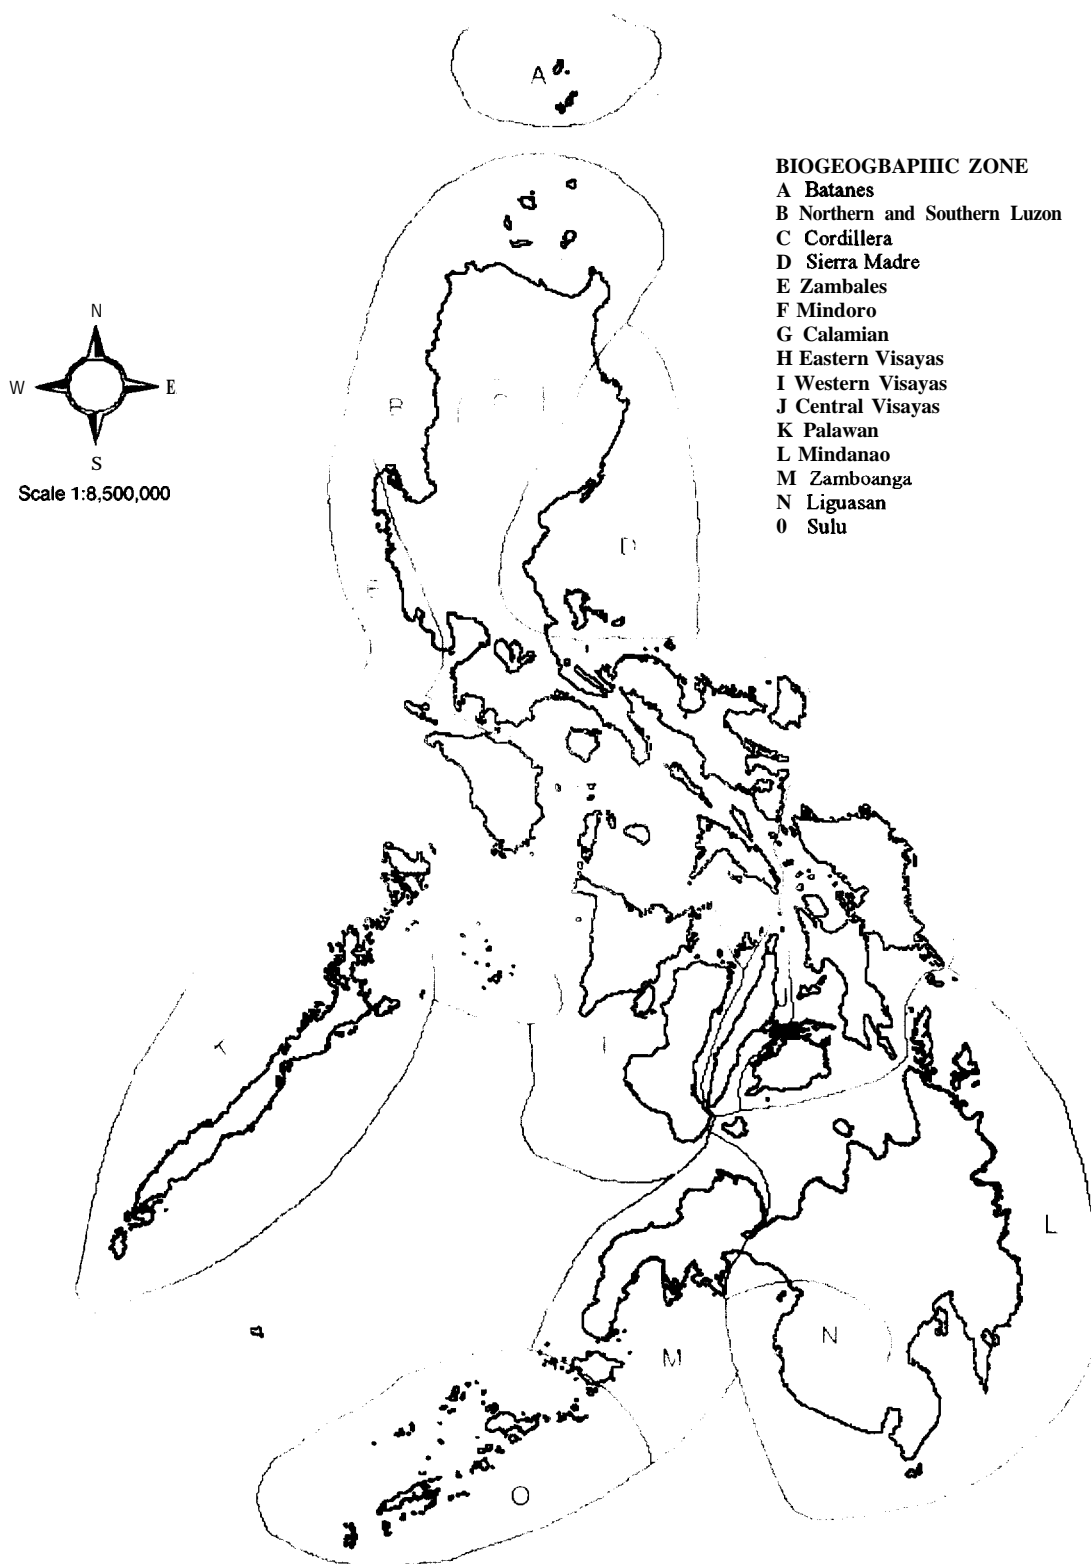 A
BIOGEOGBAPIIIC ZONE
A Batanes
B Northern and Southern Luzon
C Cordillera
D Sierra Madre
E Zambales
F Mindoro
G Calamian
H Eastern Visayas
I Western Visayas
J Central Visayas
K Palawan
L Mindanao
M Zamboanga
N Liguasan
0 Sulu
N
W E
S
Scale 1:8,500,000
B
D
J
I
L
N
M
O